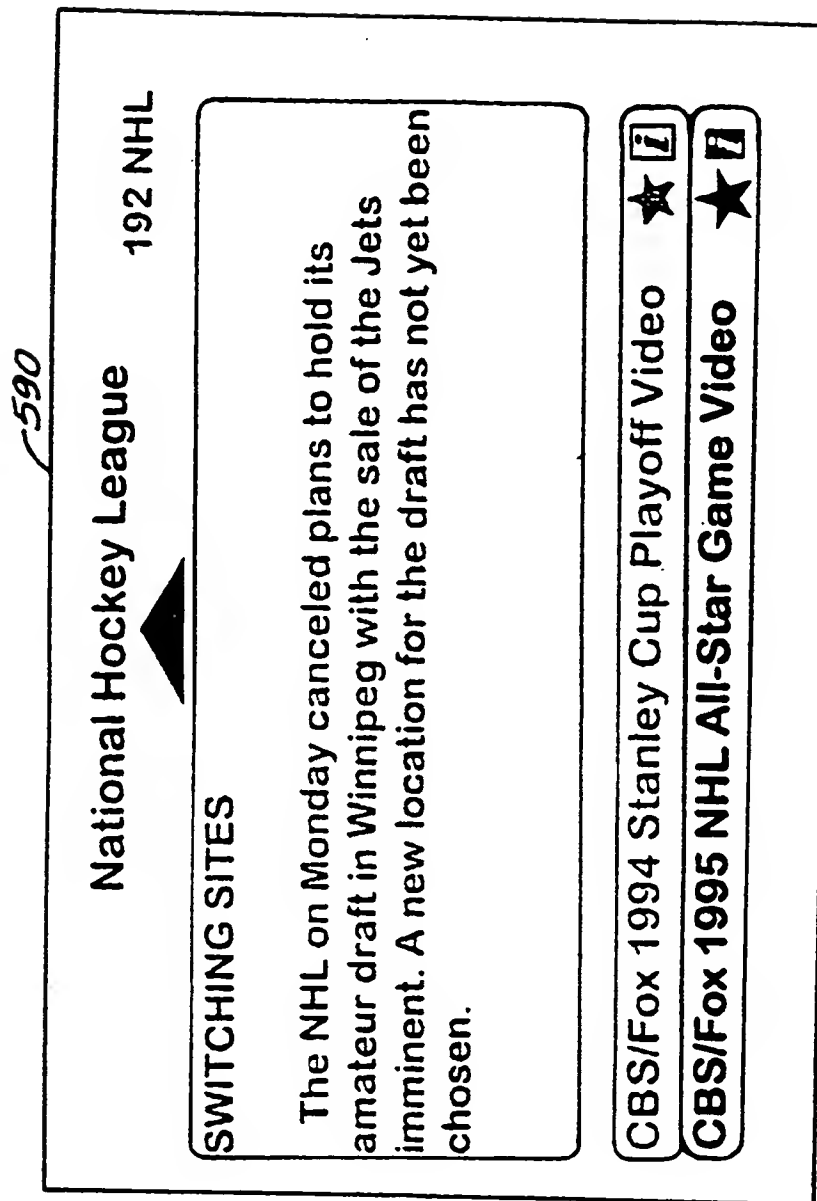 590
National Hockey League 192 NHL
SWITCHING SITES
The NHL on Monday canceled plans to hold its
amateur draft in Winnipeg with the sale of the Jets
imminent. A new location for the draft has not yet been
chosen.
CBS/Fox 1994 Stanley Cup Playoff Video i
CBS/Fox 1995 NHL All-Star Game Video i